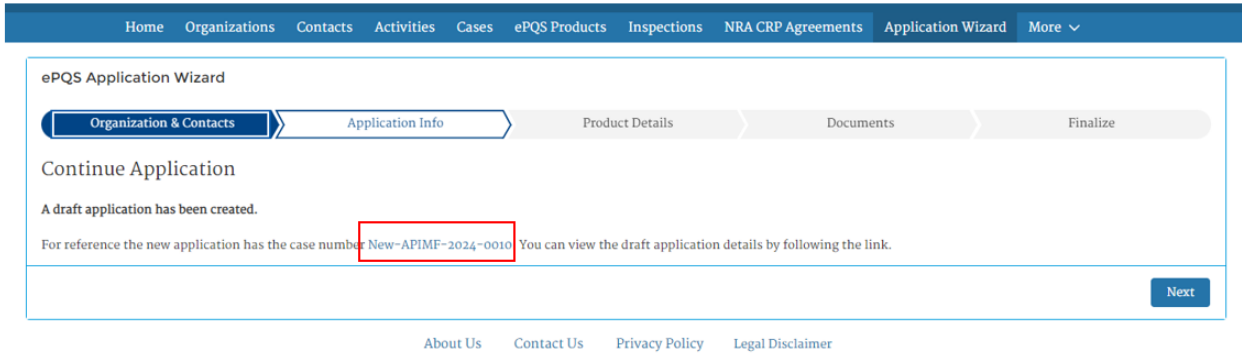 Home Organizations Contacts Activities Cases ePQS Products Inspections NRA CRP Agreements Application Wizard More
ePQS Application Wizard
Organization & Contacts Application Info Product Details Documents Finalize
Continue Application
A draft application has been created.
For reference the new application has the case number New-APIMF-2024-0010 You can view the draft application details by following the link.
Next
About Us Contact Us Privacy Policy Legal Disclaimer